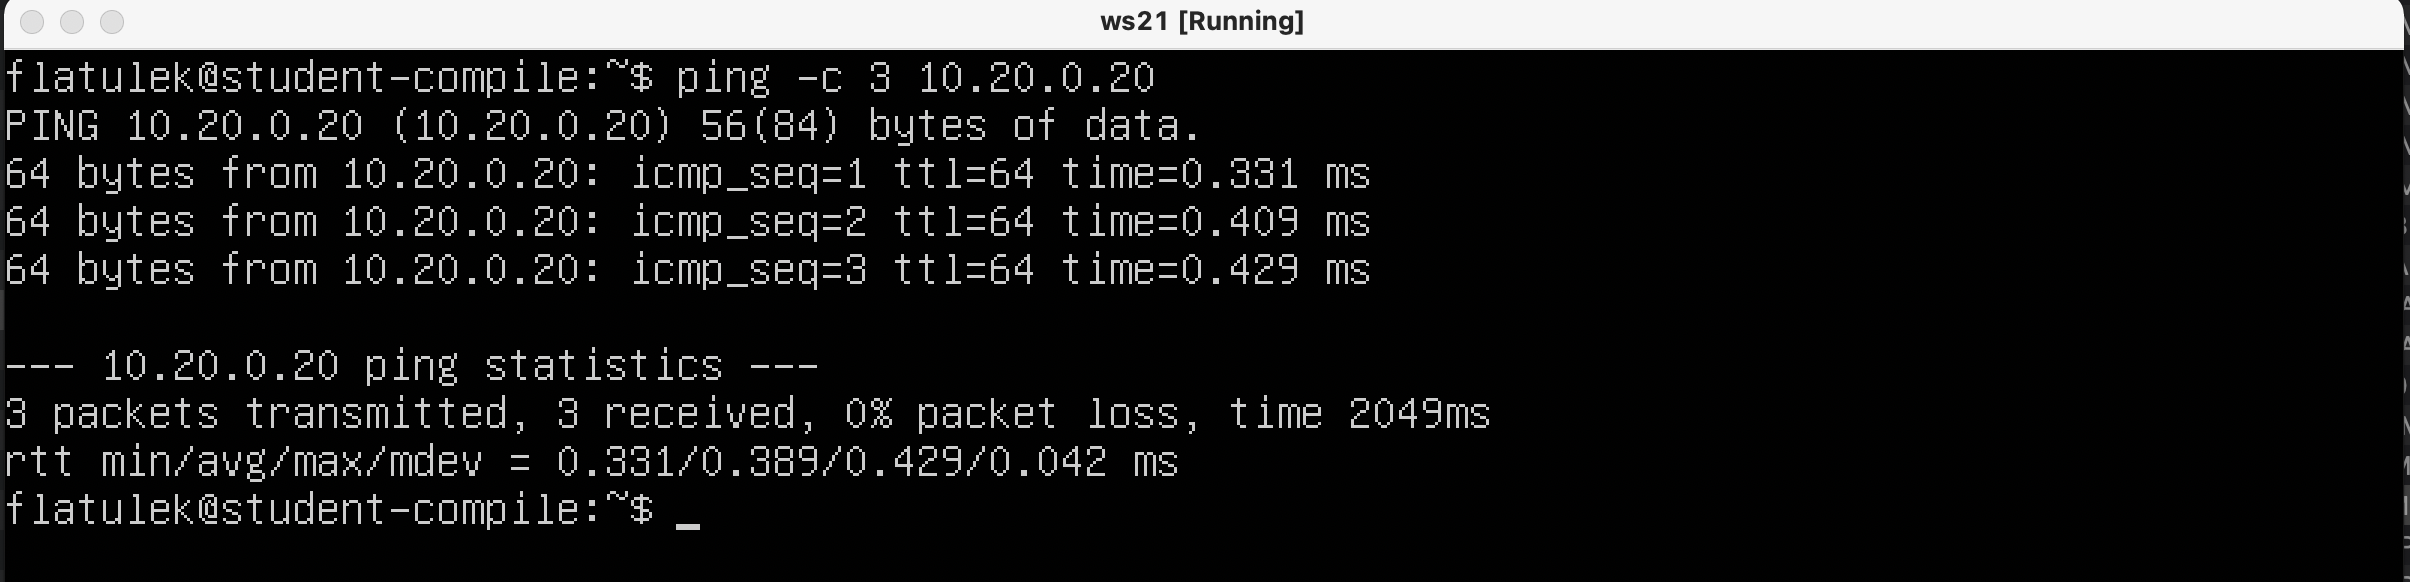 ws21 [Running]
flatulek@student-compile:~$ ping -c 3 10.20.0.20
PING 10.20.0.20 (10.20.0.20) 56(84) bytes of data.
64 bytes from 10.20.0.20: icmp_seq=1 ttl=64 time=0.331 ms
64 bytes from 10.20.0.20: icmp_seq=2 ttl=64 time=0.409 ms
64 bytes from 10.20.0.20: icmp_seq=3 ttl=64 time=0.429 ms
--- 10.20.0.20 ping statistics ---
3 packets transmitted, 3 received, 0% packet loss, time 2049ms
rtt min/avg/max/mdev = 0.331/0.389/0.429/0.042 ms
flatulek@student-compile:~$ _